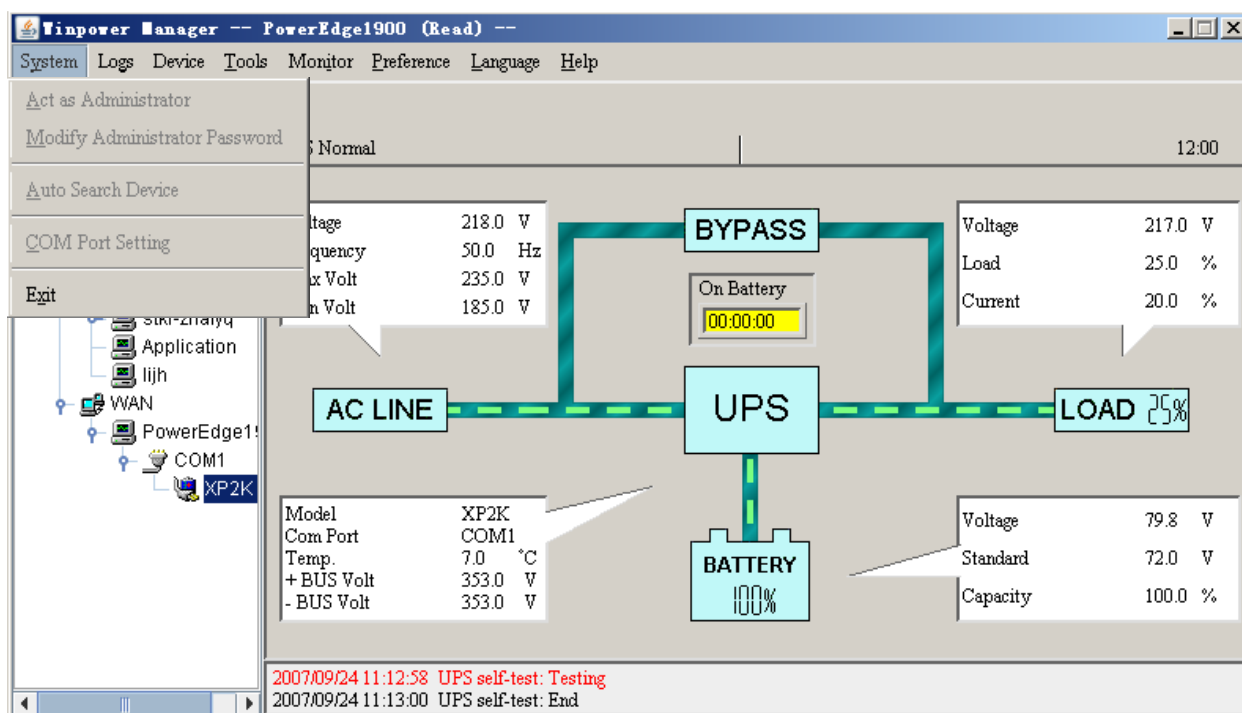 Winpower Manager -- PowerEdge1900 (Read) --
System Logs Device Tools Monitor Preference Language Help
Act as Administrator
Modify Administrator Password
Auto Search Device
COM Port Setting
Exit
Normal
12:00
ltage 218.0 V
quency 50.0 Hz
x Volt 235.0 V
n Volt 185.0 V
BYPASS
On Battery
00:00:00
Voltage 217.0 V
Load 25.0 %
Current 20.0 %
Application
lijh
WAN
PowerEdge19
COM1
XP2K
AC LINE
UPS
LOAD 25%
Model XP2K
Com Port COM1
Temp. 7.0 °C
+ BUS Volt 353.0 V
- BUS Volt 353.0 V
BATTERY
100%
Voltage 79.8 V
Standard 72.0 V
Capacity 100.0 %
2007/09/24 11:12:58 UPS self-test: Testing
2007/09/24 11:13:00 UPS self-test: End